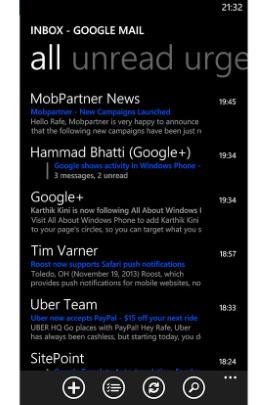 21:32
INBOX - GOOGLE MAIL
all unread urge
MobPartner News 19:45
Mobpartner - New Campaigns Launched
Hello Rafe, Mobpartner is very happy to announce
that the following new campaigns have been just r
Hammad Bhatti (Google+) 19:34
Google shows activity in Windows Phone -
3 messages, 2 unread
Google+ 19:34
Karthik Kini is now following All About Windows
Visit All About Windows Phone to add Karthik Kini
to your page's circles, so you can target what you s
Tim Varner 18:57
Roost now supports Safari push notifications
Toledo, OH (November 19, 2013) Roost, which
provides push notifications for mobile websites, no
Uber Team 18:33
Uber now accepts PayPal - $15 off your next ride
UBER HQ Go places with PayPal! Hey Rafe, Uber
has always been cashless, but starting today, you d
SitePoint 18:24